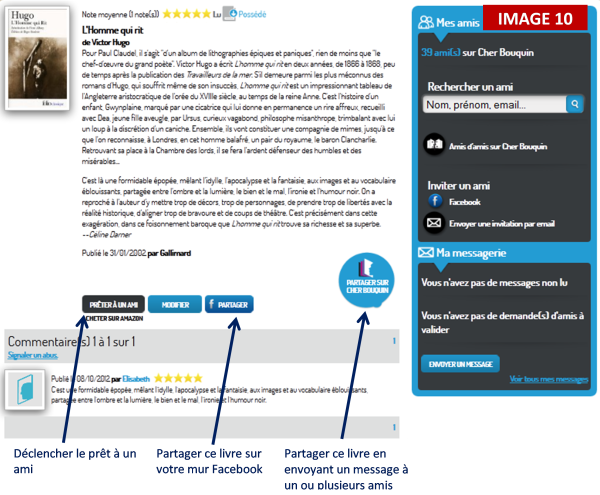 Hugo
L'Homme qui Rit
Note moyenne (1 note(s)) Lu Possédé
L'Homme qui rit
de Victor Hugo
Pour Paul Claudel, il s'agit "d'un album de lithographies épiques et paniques", rien de moins que "le
chef-d'œuvre du grand poète". Victor Hugo a écrit L'Homme qui rit en deux années, de 1866 à 1868, peu
de temps après la publication des Travailleurs de la mer. S'il demeure parmi les plus méconnus des
romans d'Hugo, qui souffrit même de son insuccès, L'homme qui rit est un impressionnant tableau de
l'Angleterre aristocratique de l'orée du XVIIIe siècle, au temps de la reine Anne. C'est l'histoire d'un
enfant, Gwynplaine, marqué par une cicatrice qui lui donne en permanence un rire affreux, recueilli
avec Dea, jeune fille aveugle, par Ursus, curieux vagabond, philosophe misanthrope, trimbalant avec lui
un loup à la discrétion d'un caniche. Ensemble, ils vont constituer une compagnie de mimes, jusqu'à ce
que l'on reconnaisse, à Londres, en cet homme balafré, un pair du royaume, le baron Clancharlie.
Retrouvant sa place à la Chambre des lords, il se fera l'ardent défenseur des humbles et des
misérables...
C'est là une formidable épopée, mêlant l'idylle, l'apocalypse et la fantaisie, aux images et au vocabulaire
éblouissants, partagée entre l'ombre et la lumière, le bien et le mal, l'ironie et l'humour noir. On a
reproché à l'auteur d'y mettre trop de décors, trop de personnages, de prendre trop de libertés avec la
réalité historique, d'aligner trop de bravoure et de coups de théâtre. C'est précisément dans cette
exagération, dans ce foisonnement baroque que L'homme qui rit trouve sa richesse et sa superbe.
--Céline Darner
Publié le 31/01/2002 par Gallimard
PARTAGER SUR
CHER BOUQUIN
PRÊTER À UN AMI MODIFIER f PARTAGER
ACHETER SUR AMAZON
Commentaire(s) 1 à 1 sur 1 1
Signaler un abus.
Publié le 08/10/2012 par Elisabeth
C'est une formidable épopée, mêlant l'idylle, l'apocalypse et la fantaisie, aux images et au vocabulaire éblouissants,
partagée entre l'ombre et la lumière, le bien et le mal, l'ironie et l'humour noir.
1
Déclencher le prêt à un
ami
Partager ce livre sur
votre mur Facebook
Partager ce livre en
envoyant un message à
un ou plusieurs amis
Mes amis
IMAGE 10
39 ami(s) sur Cher Bouquin
Rechercher un ami
Nom, prénom, email...
Amis d'amis sur Cher Bouquin
Inviter un ami
f Facebook
Envoyer une invitation par email
Ma messagerie
Vous n'avez pas de messages non lu
Vous n'avez pas de demande(s) d'amis à
valider
ENVOYER UN MESSAGE
Voir tous mes messages